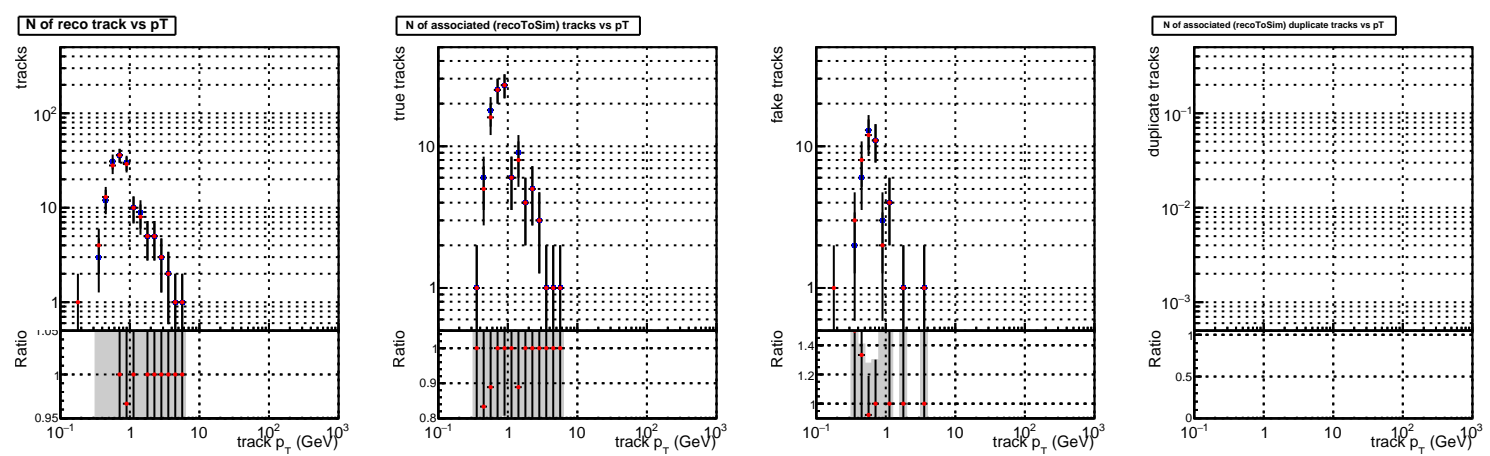 N of reco track vs pT
tracks
10²
10
1
1.05
Ratio
1
0.95
10⁻¹
1
10
10²
10³
track p_T (GeV)
N of associated (recoToSim) tracks vs pT
true tracks
10
1
Ratio
1
0.9
0.8
10⁻¹
1
10
10²
10³
track p_T (GeV)
fake tracks
10
1
Ratio
1.4
1.2
1
10⁻¹
1
10
10²
10³
track p_T (GeV)
N of associated (recoToSim) duplicate tracks vs pT
duplicate tracks
10⁻¹
10⁻²
10⁻³
Ratio
1
0.5
0
10⁻¹
1
10
10²
10³
track p_T (GeV)